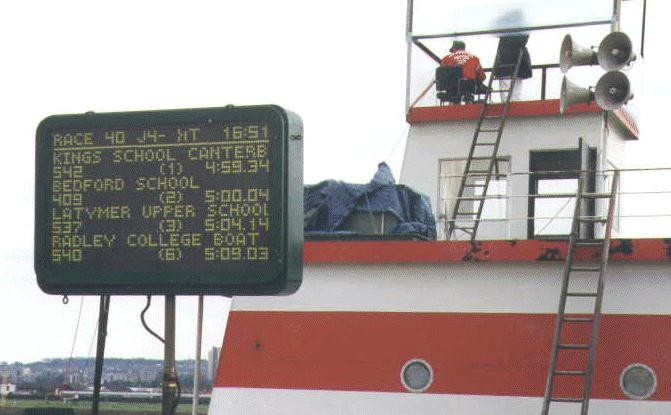 RACE 40 J4- HT 16:51
KINGS SCHOOL CANTERB
542 (1) 4:59.34
BEDFORD SCHOOL
409 (2) 5:00.04
LATYMER UPPER SCHOOL
537 (3) 5:04.14
RADLEY COLLEGE BOAT
540 (6) 5:09.03